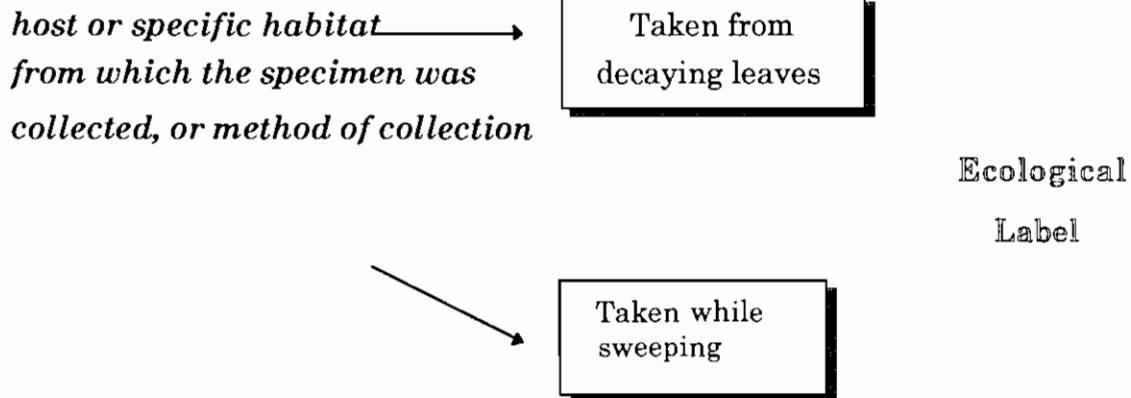 host or specific habitat
from which the specimen was
collected, or method of collection
Taken from
decaying leaves
Ecological
Label
Taken while
sweeping